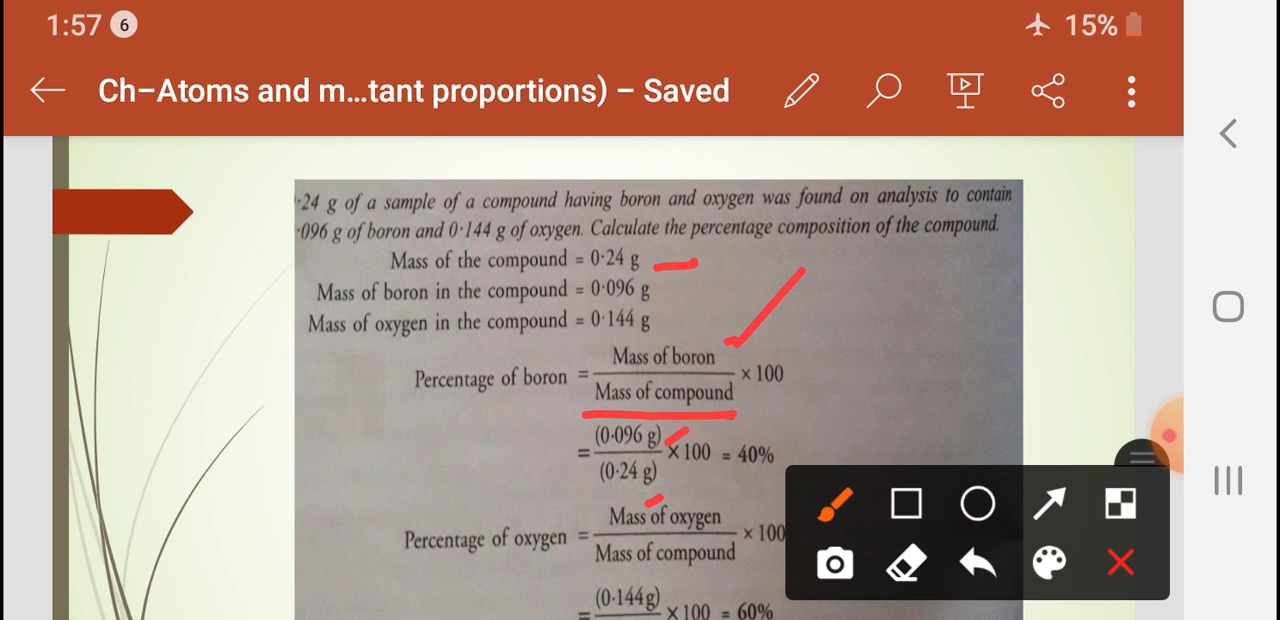 1:57 6 15%
Ch–Atoms and m...tant proportions) – Saved
·24 g of a sample of a compound having boron and oxygen was found on analysis to contain
·096 g of boron and 0·144 g of oxygen. Calculate the percentage composition of the compound.
Mass of the compound = 0·24 g
Mass of boron in the compound = 0·096 g
Mass of oxygen in the compound = 0·144 g
Mass of boron
Percentage of boron = × 100
Mass of compound
(0·096 g)
= × 100 = 40%
(0·24 g)
Mass of oxygen
Percentage of oxygen = × 100
Mass of compound
(0·144g)
= × 100 = 60%